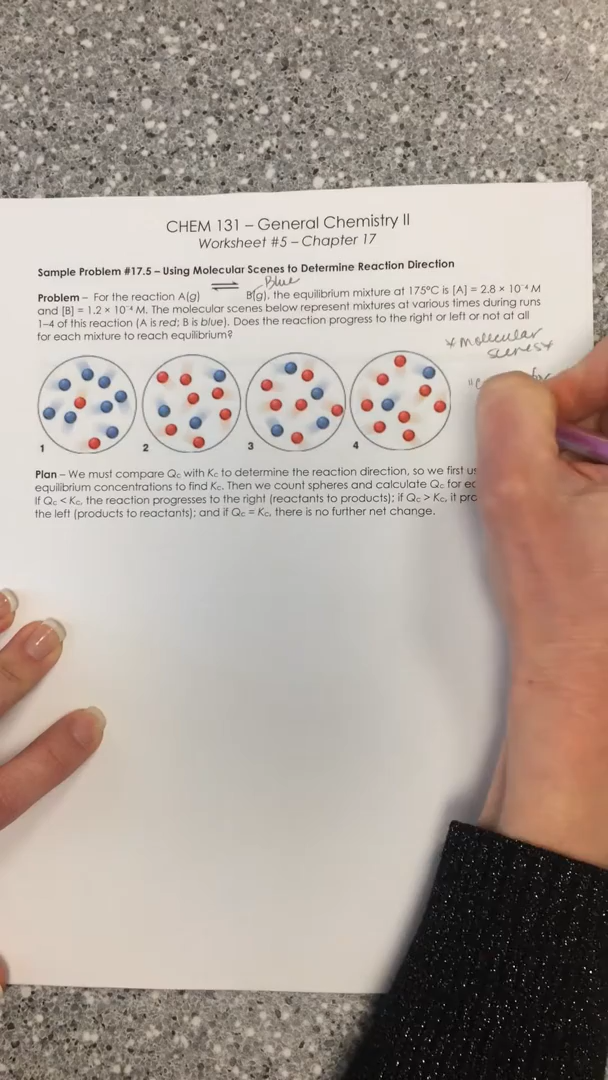 CHEM 131 – General Chemistry II
Worksheet #5 – Chapter 17
Sample Problem #17.5 – Using Molecular Scenes to Determine Reaction Direction
Blue
Problem – For the reaction A(g) ⇌ B(g), the equilibrium mixture at 175°C is [A] = 2.8 × 10⁻⁴ M
and [B] = 1.2 × 10⁻⁴ M. The molecular scenes below represent mixtures at various times during runs
1–4 of this reaction (A is red; B is blue). Does the reaction progress to the right or left or not at all
for each mixture to reach equilibrium?
* molecular
scenes *
1 2 3 4
Plan – We must compare Qc with Kc to determine the reaction direction, so we first
equilibrium concentrations to find Kc. Then we count spheres and calculate Qc for
If Qc < Kc, the reaction progresses to the right (reactants to products); if Qc > Kc, it
the left (products to reactants); and if Qc = Kc, there is no further net change.